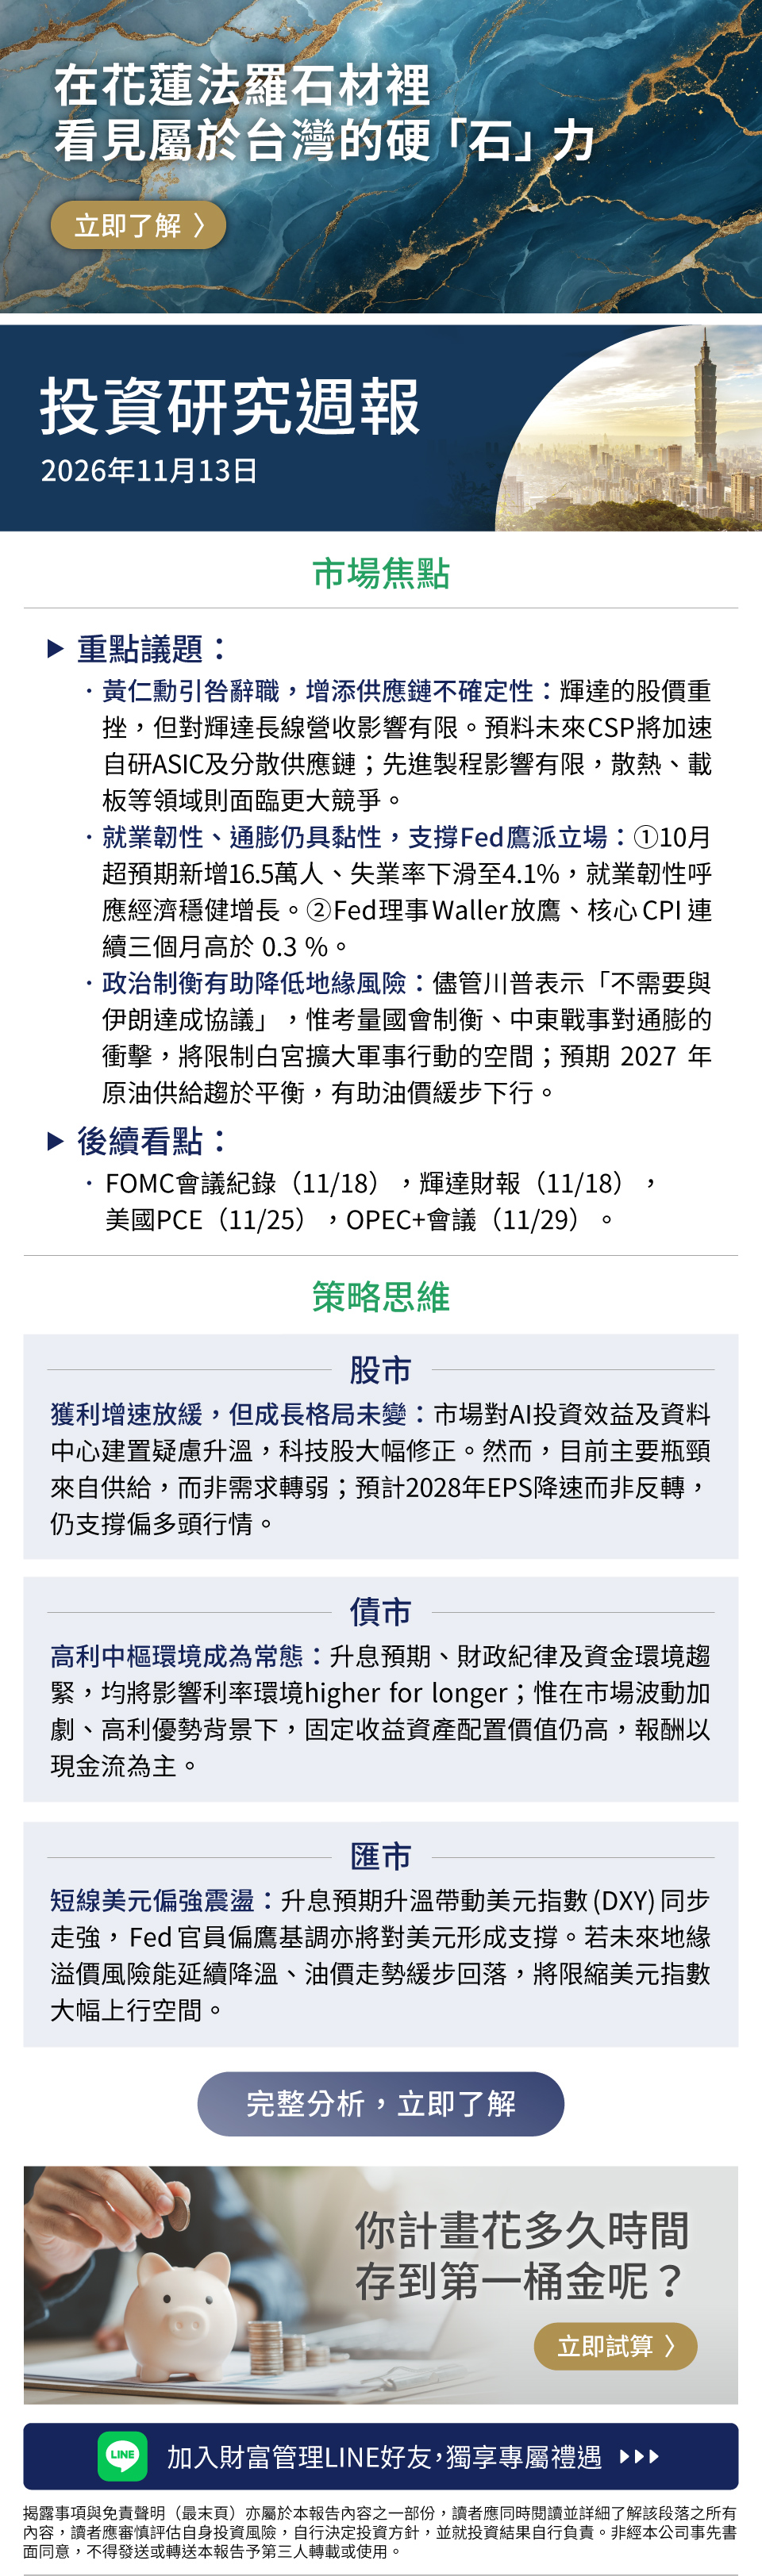 在花蓮法羅石材裡
看見屬於台灣的硬「石」力
立即了解 〉
投資研究週報
2026年11月13日
市場焦點
▶ 重點議題：
· 黃仁勳引咎辭職，增添供應鏈不確定性：輝達的股價重
挫，但對輝達長線營收影響有限。預料未來CSP將加速
自研ASIC及分散供應鏈；先進製程影響有限，散熱、載
板等領域則面臨更大競爭。
· 就業韌性、通膨仍具黏性，支撐Fed鷹派立場：①10月
超預期新增16.5萬人、失業率下滑至4.1%，就業韌性呼
應經濟穩健增長。②Fed理事Waller放鷹、核心CPI連
續三個月高於 0.3 %。
· 政治制衡有助降低地緣風險：儘管川普表示「不需要與
伊朗達成協議」，惟考量國會制衡、中東戰事對通膨的
衝擊，將限制白宮擴大軍事行動的空間；預期 2027 年
原油供給趨於平衡，有助油價緩步下行。
▶ 後續看點：
· FOMC會議紀錄（11/18），輝達財報（11/18），
美國PCE（11/25），OPEC+會議（11/29）。
策略思維
股市
獲利增速放緩，但成長格局未變：市場對AI投資效益及資料
中心建置疑慮升溫，科技股大幅修正。然而，目前主要瓶頸
來自供給，而非需求轉弱；預計2028年EPS降速而非反轉，
仍支撐偏多頭行情。
債市
高利中樞環境成為常態：升息預期、財政紀律及資金環境趨
緊，均將影響利率環境higher for longer；惟在市場波動加
劇、高利優勢背景下，固定收益資產配置價值仍高，報酬以
現金流為主。
匯市
短線美元偏強震盪：升息預期升溫帶動美元指數(DXY)同步
走強，Fed官員偏鷹基調亦將對美元形成支撐。若未來地緣
溢價風險能延續降溫、油價走勢緩步回落，將限縮美元指數
大幅上行空間。
完整分析，立即了解
你計畫花多久時間
存到第一桶金呢？
立即試算 〉
LINE 加入財富管理LINE好友，獨享專屬禮遇 ▶▶▶
揭露事項與免責聲明（最末頁）亦屬於本報告內容之一部份，讀者應同時閱讀並詳細了解該段落之所有
內容，讀者應審慎評估自身投資風險，自行決定投資方針，並就投資結果自行負責。非經本公司事先書
面同意，不得發送或轉送本報告予第三人轉載或使用。